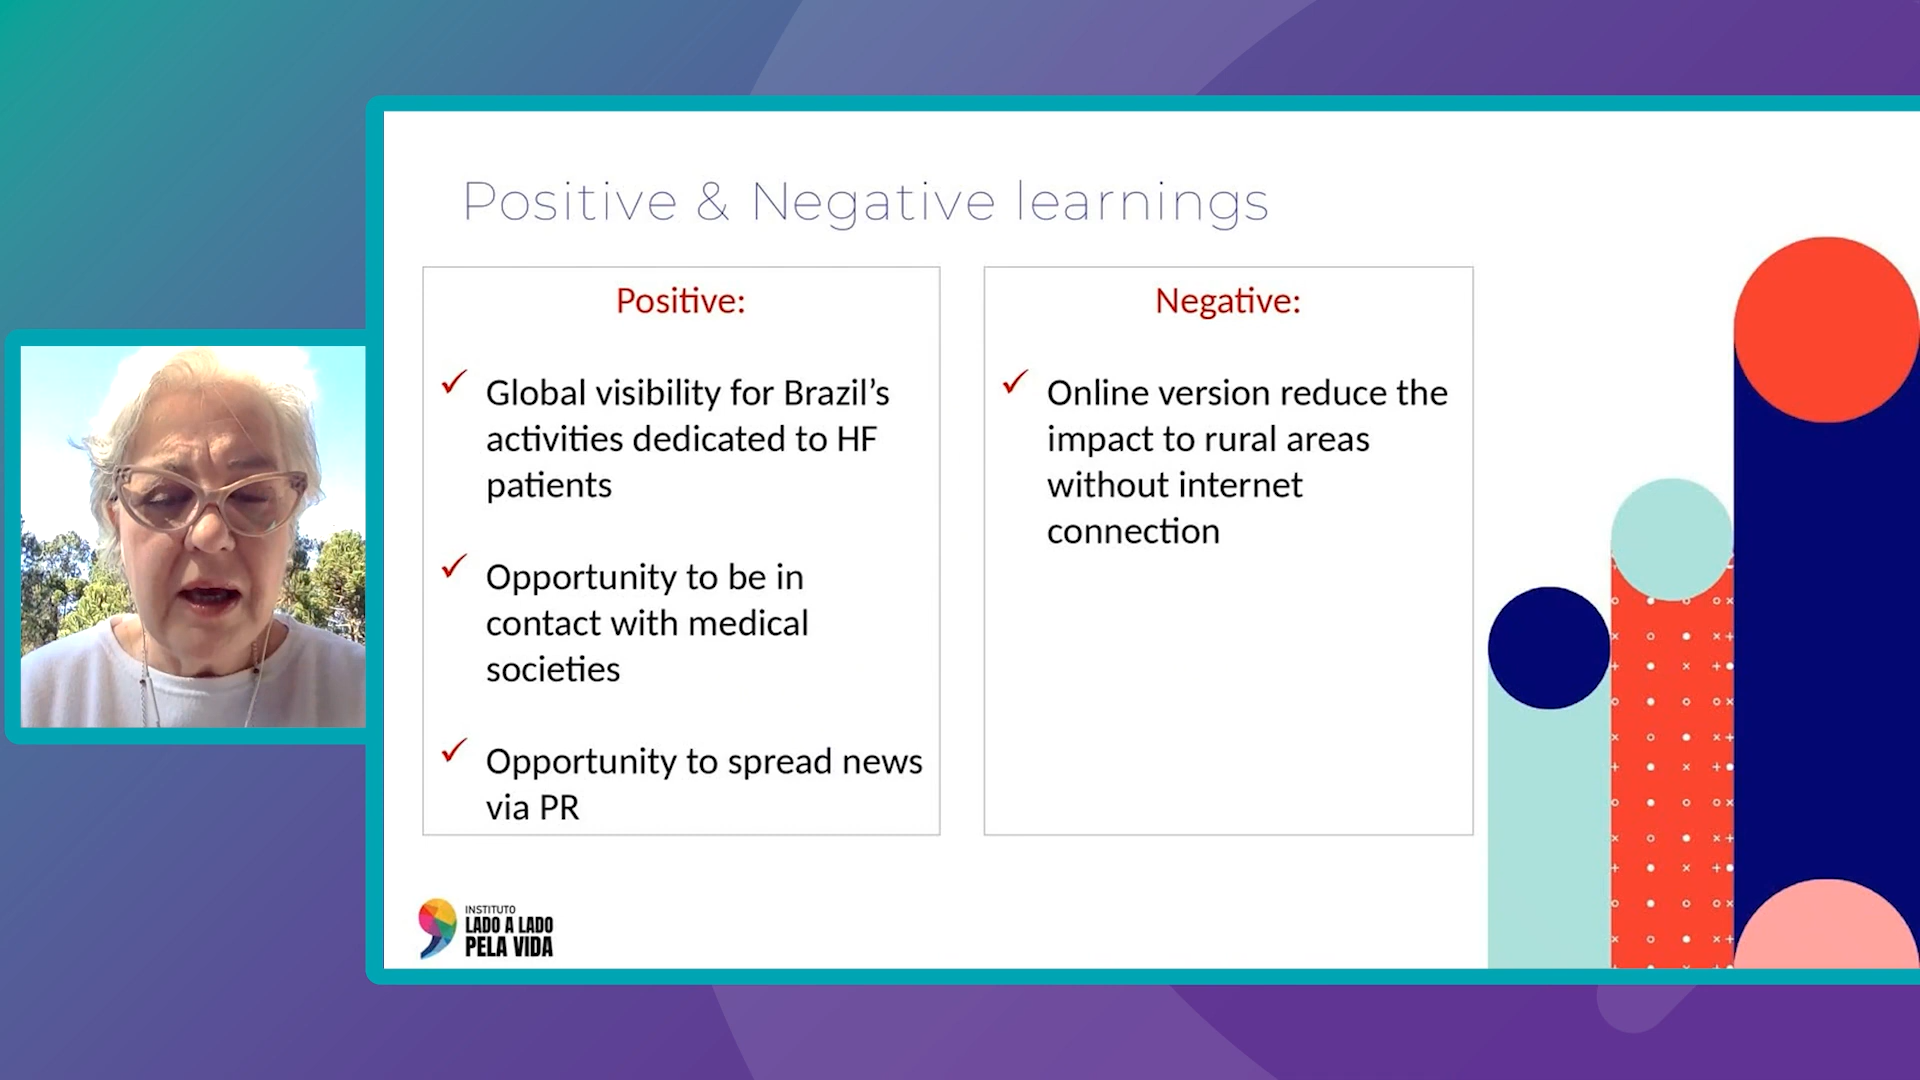 Positive & Negative learnings
Positive:
Global visibility for Brazil’s
activities dedicated to HF
patients
Opportunity to be in
contact with medical
societies
Opportunity to spread news
via PR
Negative:
Online version reduce the
impact to rural areas
without internet
connection
INSTITUTO
LADO A LADO
PELA VIDA